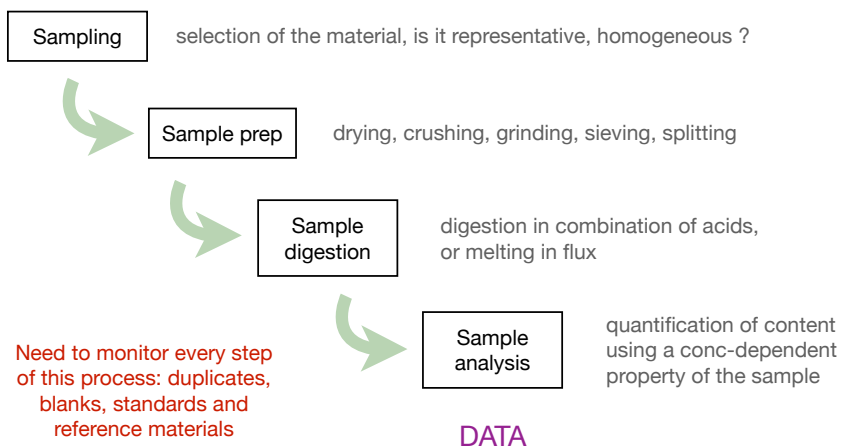 Sampling
selection of the material, is it representative, homogeneous ?
Sample prep
drying, crushing, grinding, sieving, splitting
Sample
digestion
digestion in combination of acids,
or melting in flux
Sample
analysis
quantification of content
using a conc-dependent
property of the sample
Need to monitor every step
of this process: duplicates,
blanks, standards and
reference materials
DATA